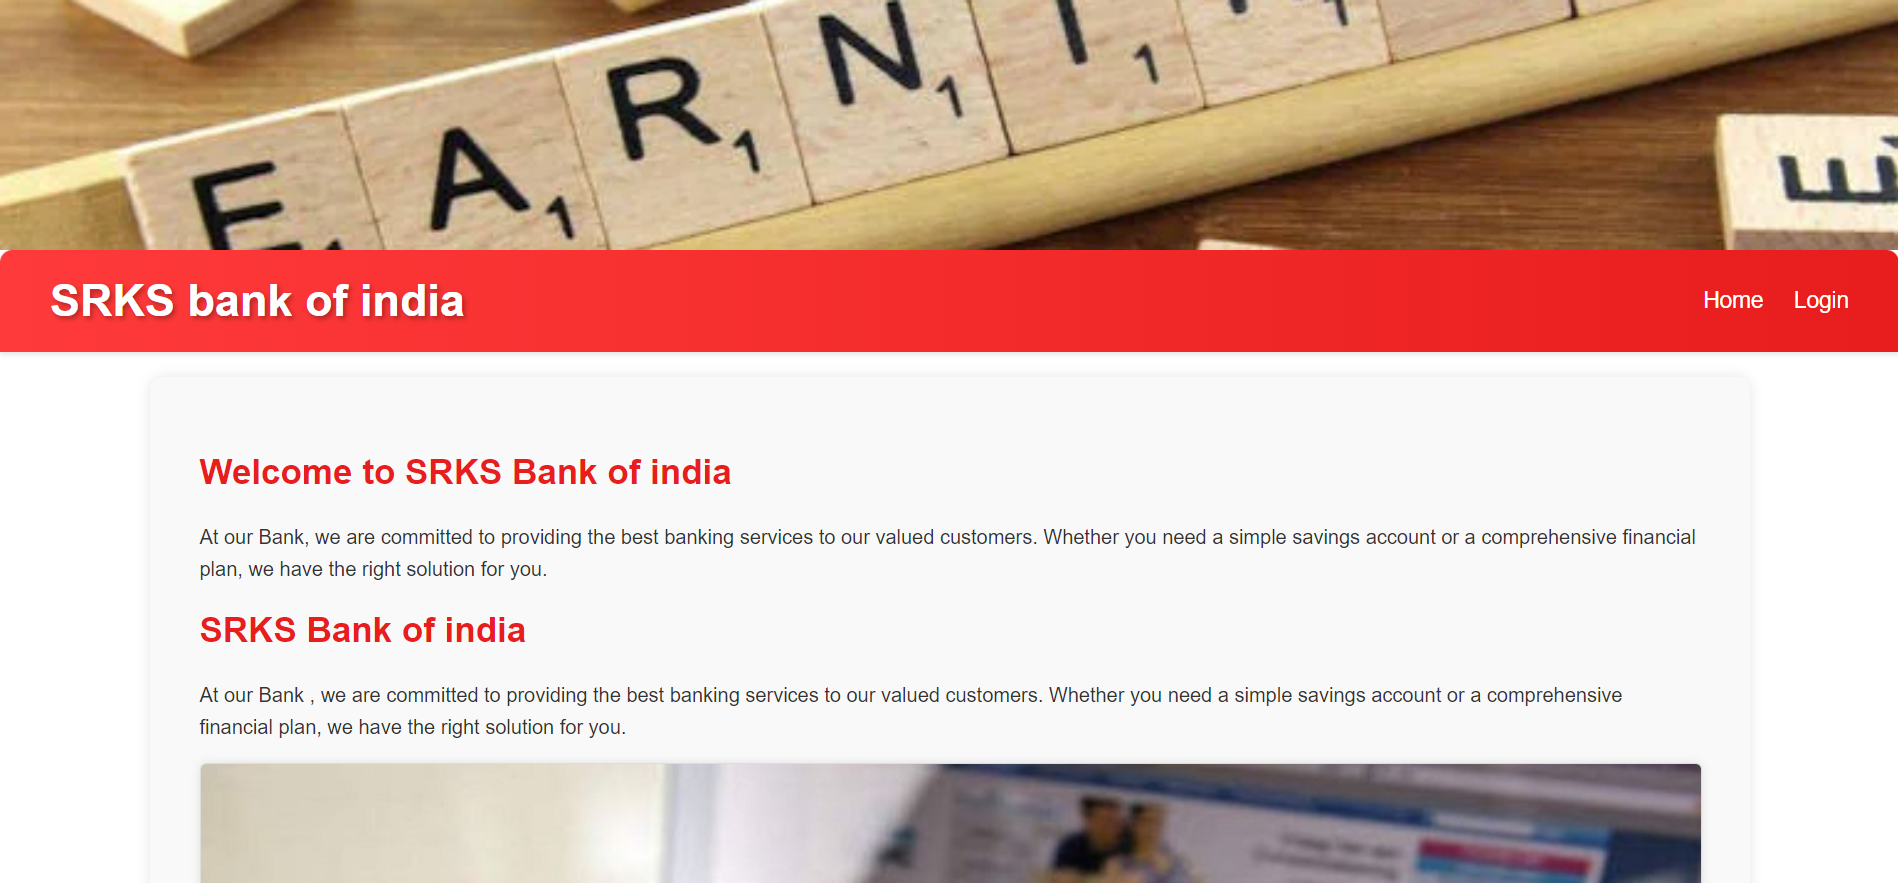 E A R N I
1 1 1 1
E
SRKS bank of india
Home Login
Welcome to SRKS Bank of india
At our Bank, we are committed to providing the best banking services to our valued customers. Whether you need a simple savings account or a comprehensive financial
plan, we have the right solution for you.
SRKS Bank of india
At our Bank , we are committed to providing the best banking services to our valued customers. Whether you need a simple savings account or a comprehensive
financial plan, we have the right solution for you.